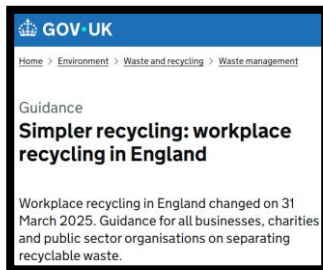 GOV·UK
Home > Environment > Waste and recycling > Waste management
Guidance
Simpler recycling: workplace
recycling in England
Workplace recycling in England changed on 31
March 2025. Guidance for all businesses, charities
and public sector organisations on separating
recyclable waste.